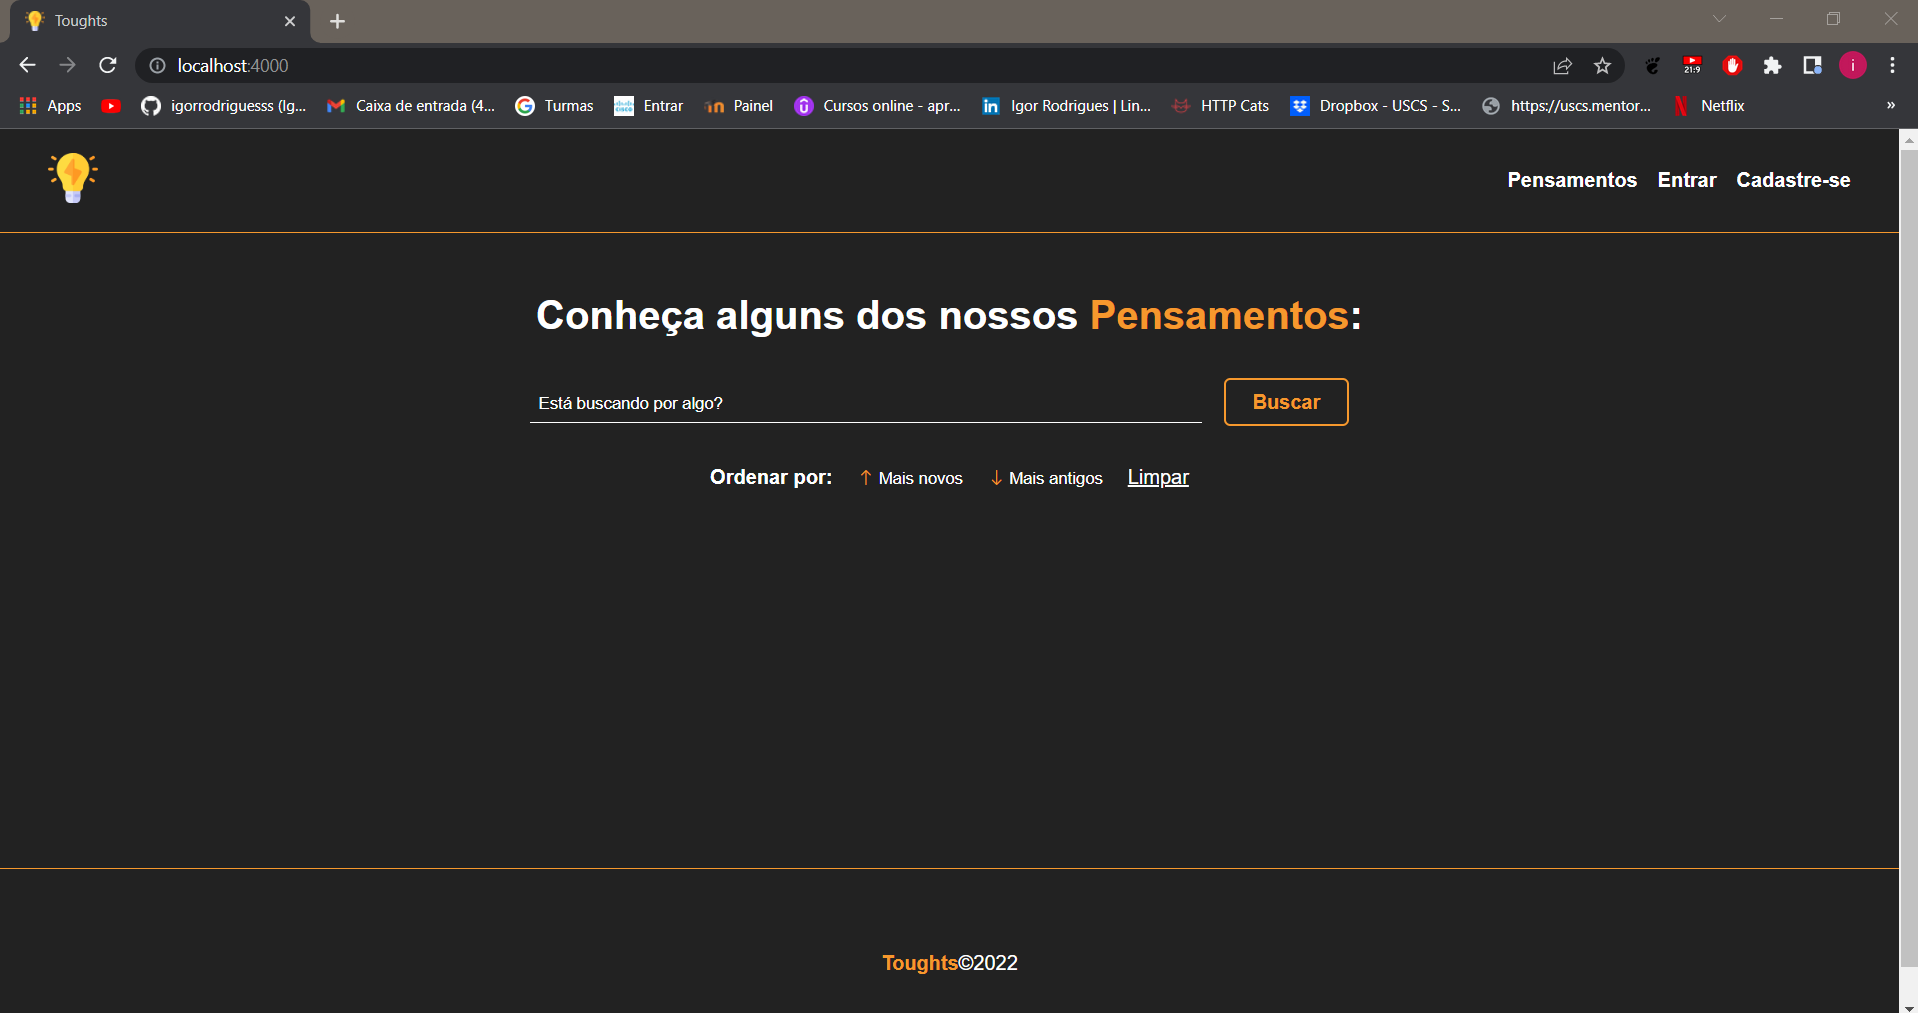 Toughts
localhost:4000
21:9
i
Apps
igorrodriguesss (Ig...
Caixa de entrada (4...
Turmas
Entrar
Painel
Cursos online - apr...
Igor Rodrigues | Lin...
HTTP Cats
Dropbox - USCS - S...
https://uscs.mentor...
Netflix
»
Pensamentos Entrar Cadastre-se
Conheça alguns dos nossos Pensamentos:
Está buscando por algo?
Buscar
Ordenar por: ↑ Mais novos ↓ Mais antigos Limpar
Toughts©2022